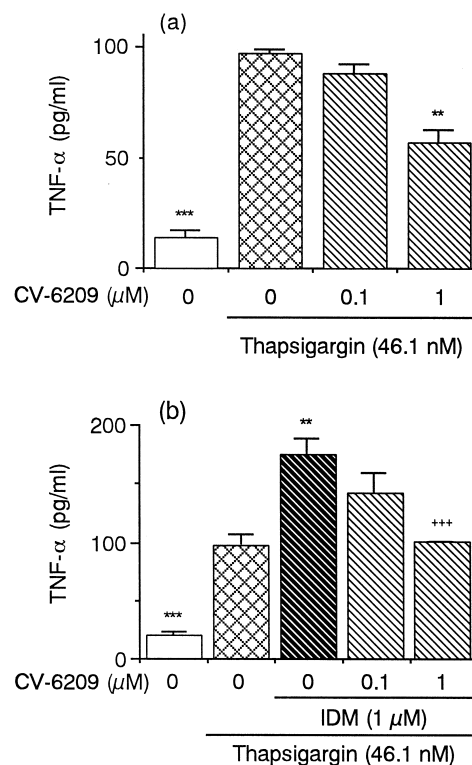 (a)
TNF-α (pg/ml)
100
50
0
***
**
CV-6209 (μM) 0 0 0.1 1
Thapsigargin (46.1 nM)
(b)
TNF-α (pg/ml)
200
100
0
***
**
+++
CV-6209 (μM) 0 0 0 0.1 1
IDM (1 μM)
Thapsigargin (46.1 nM)